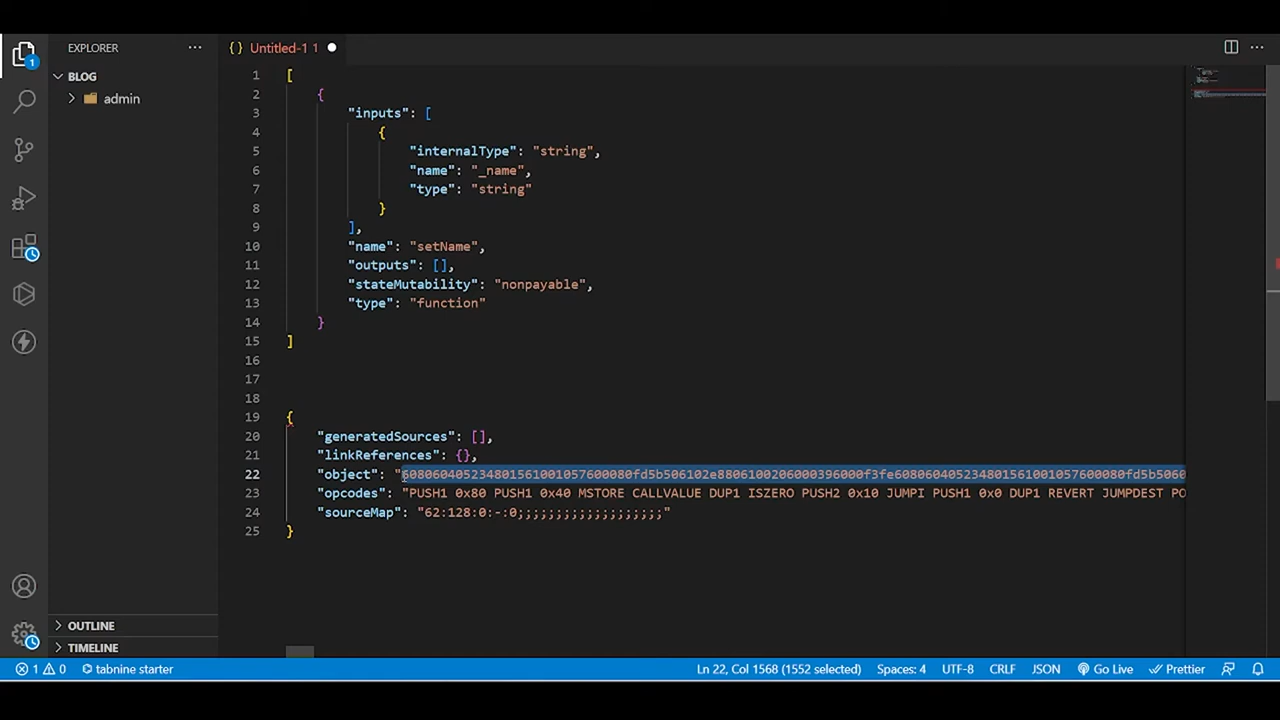 EXPLORER
···
{} Untitled-1 1 ●
···
BLOG
admin
1
1 [
2 {
3 "inputs": [
4 {
5 "internalType": "string",
6 "name": "_name",
7 "type": "string"
8 }
9 ],
10 "name": "setName",
11 "outputs": [],
12 "stateMutability": "nonpayable",
13 "type": "function"
14 }
15 ]
16
17
18
19 {
20 "generatedSources": [],
21 "linkReferences": {},
22 "object": "608060405234801561001057600080fd5b506102e8806100206000396000f3fe608060405234801561001057600080fd5b5060
23 "opcodes": "PUSH1 0x80 PUSH1 0x40 MSTORE CALLVALUE DUP1 ISZERO PUSH2 0x10 JUMPI PUSH1 0x0 DUP1 REVERT JUMPDEST PO
24 "sourceMap": "62:128:0:-:0;;;;;;;;;;;;;;;;;;;"
25 }
OUTLINE
TIMELINE
1 0 tabnine starter Ln 22, Col 1568 (1552 selected) Spaces: 4 UTF-8 CRLF JSON Go Live Prettier